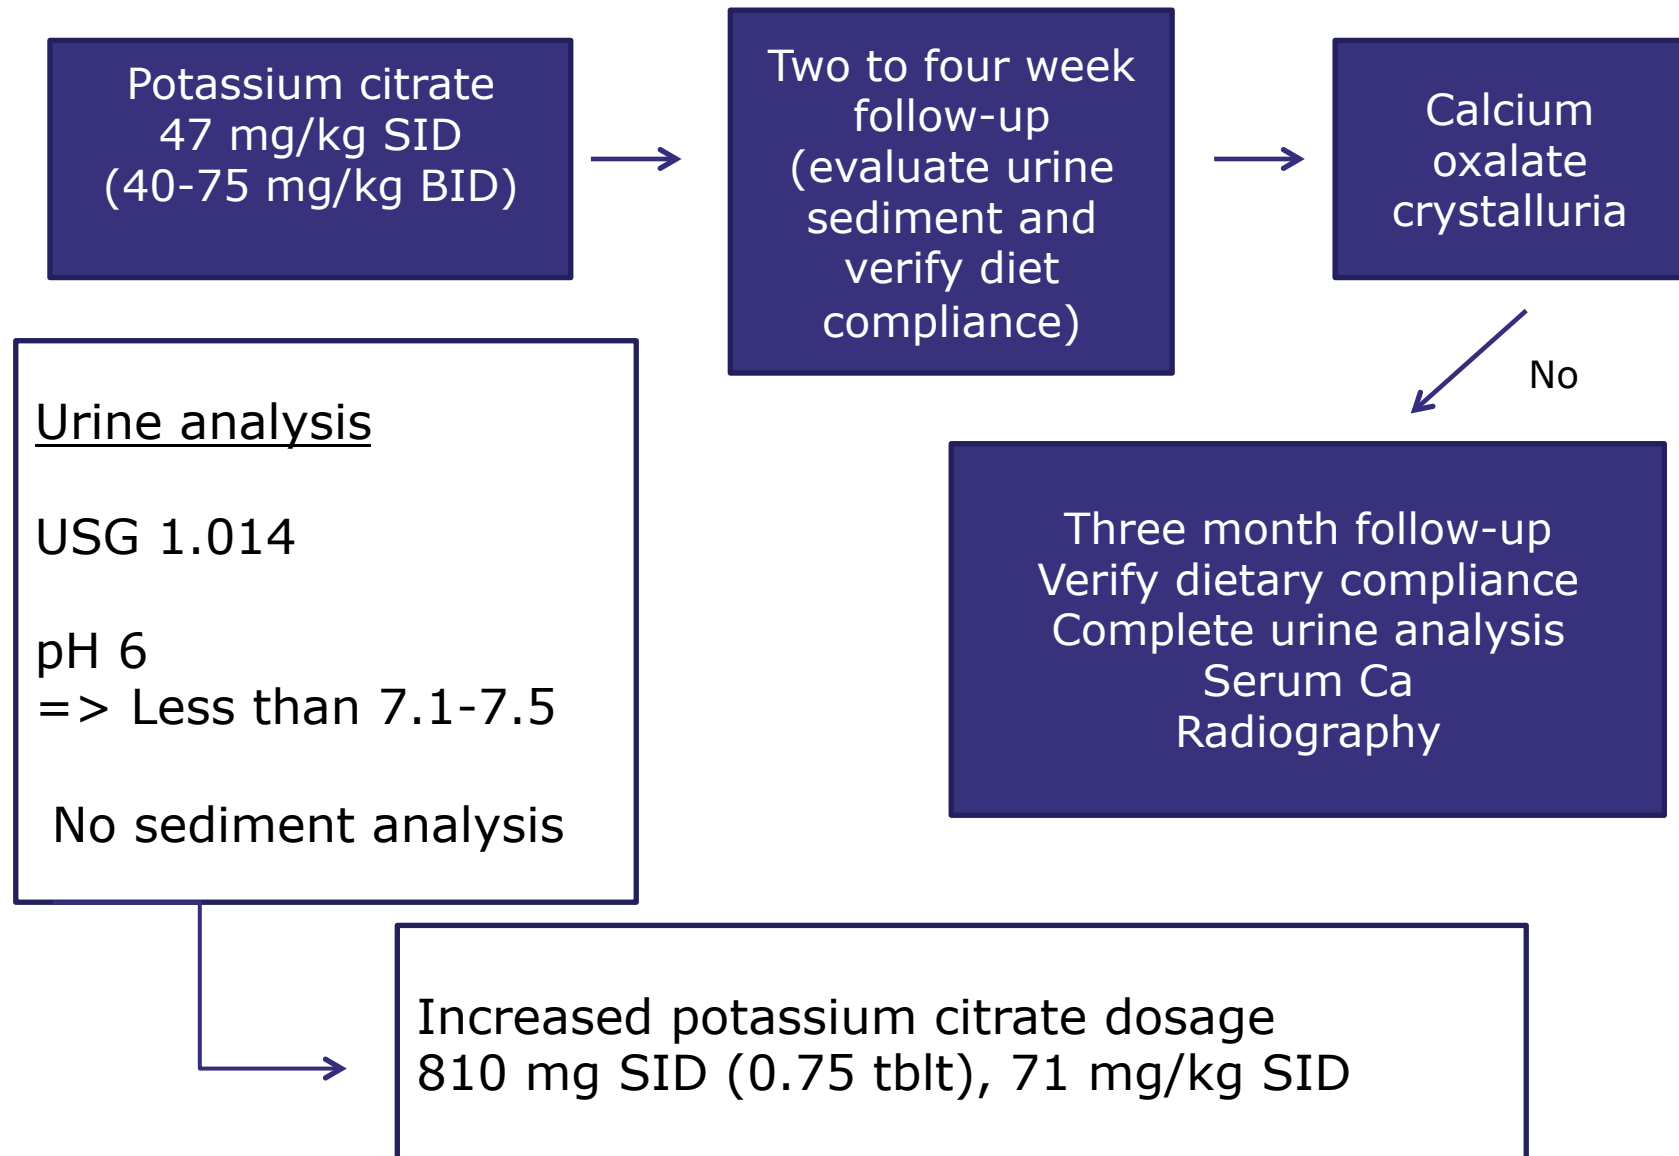 Potassium citrate
47 mg/kg SID
(40-75 mg/kg BID)
Two to four week
follow-up
(evaluate urine
sediment and
verify diet
compliance)
Calcium
oxalate
crystalluria
No
Three month follow-up
Verify dietary compliance
Complete urine analysis
Serum Ca
Radiography
Urine analysis
USG 1.014
pH 6
=> Less than 7.1-7.5
No sediment analysis
Increased potassium citrate dosage
810 mg SID (0.75 tblt), 71 mg/kg SID